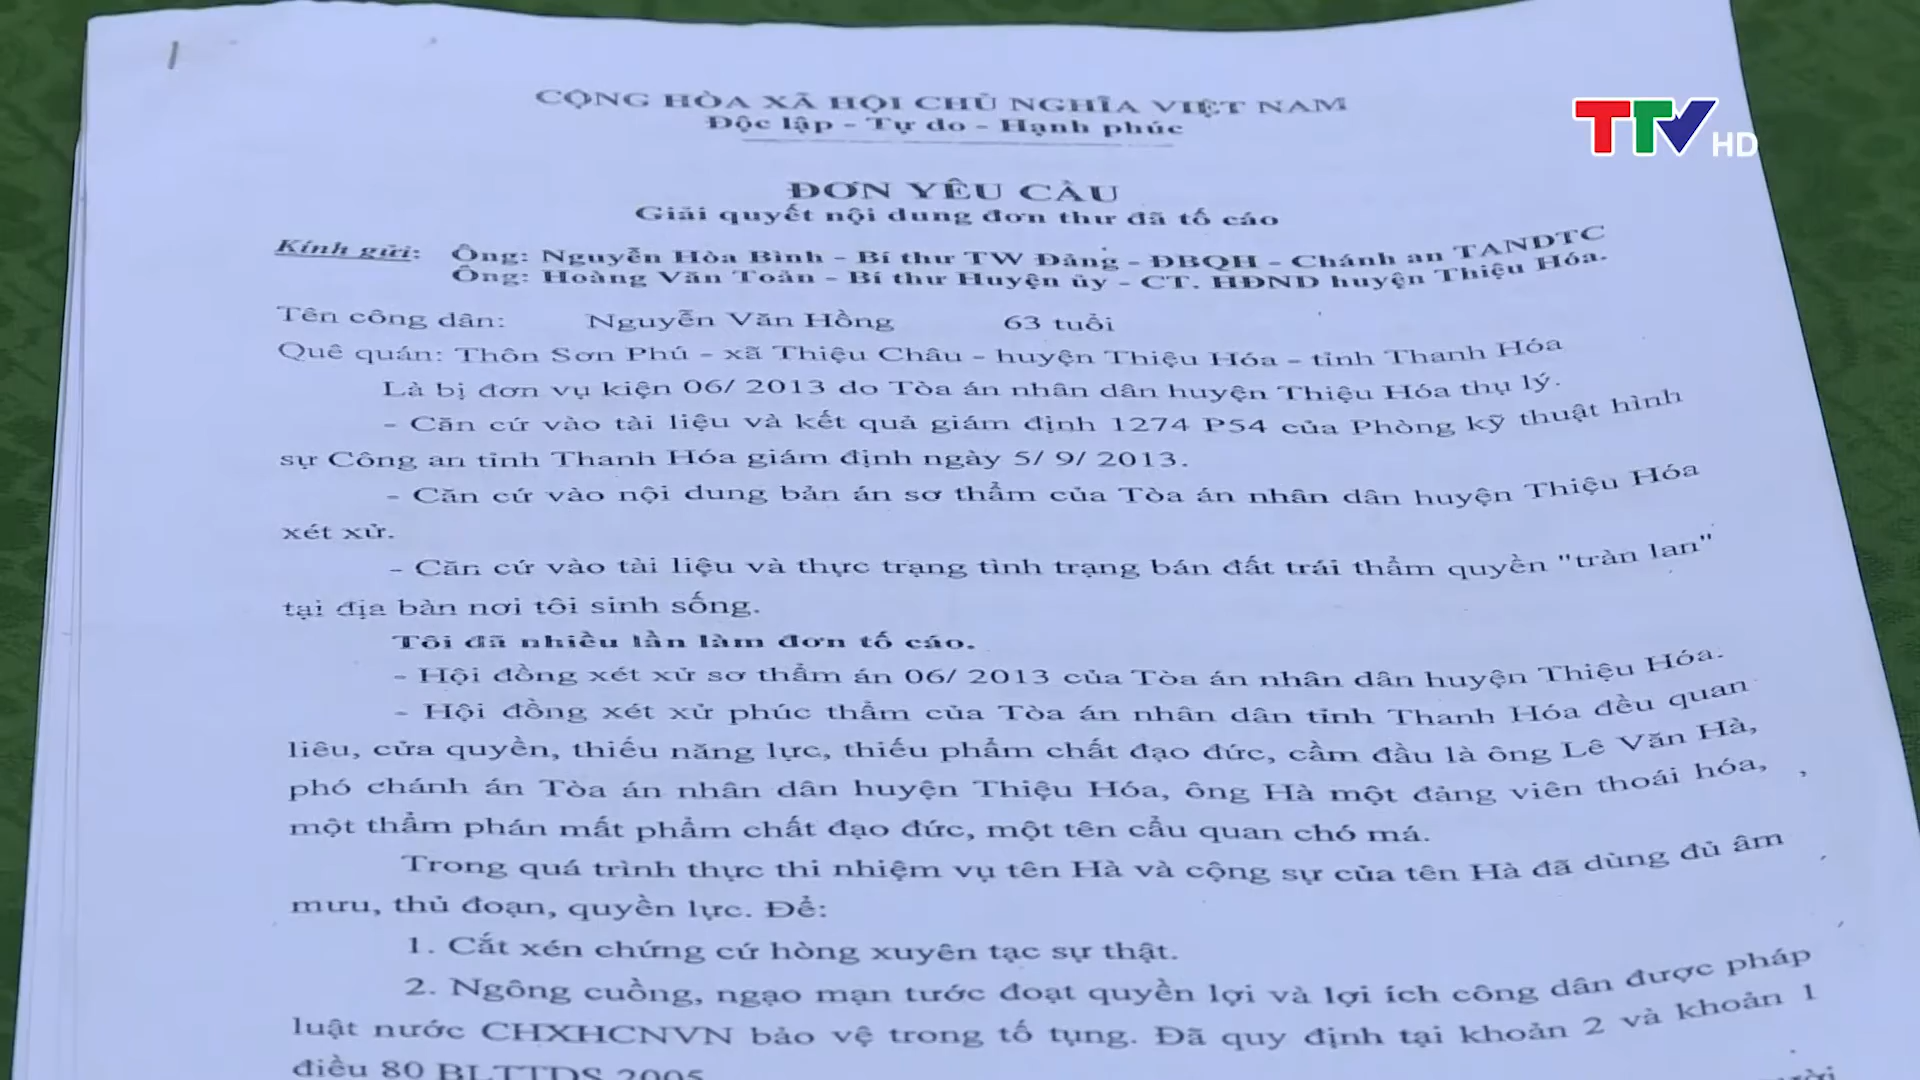 TTV HD
CỘNG HÒA XÃ HỘI CHỦ NGHĨA VIỆT NAM
Độc lập - Tự do - Hạnh phúc
ĐƠN YÊU CẦU
Giải quyết nội dung đơn thư đã tố cáo
Kính gửi: Ông: Nguyễn Hòa Bình - Bí thư TW Đảng - ĐBQH - Chánh an TANDTC
Ông: Hoàng Văn Toản - Bí thư Huyện ủy - CT. HĐND huyện Thiệu Hóa.
Tên công dân: Nguyễn Văn Hồng 63 tuổi
Quê quán: Thôn Sơn Phú - xã Thiệu Châu - huyện Thiệu Hóa - tỉnh Thanh Hóa
Là bị đơn vụ kiện 06/ 2013 do Tòa án nhân dân huyện Thiệu Hóa thụ lý.
- Căn cứ vào tài liệu và kết quả giám định 1274 P54 của Phòng kỹ thuật hình
sự Công an tỉnh Thanh Hóa giám định ngày 5/ 9/ 2013.
- Căn cứ vào nội dung bản án sơ thẩm của Tòa án nhân dân huyện Thiệu Hóa
xét xử.
- Căn cứ vào tài liệu và thực trạng tình trạng bán đất trái thẩm quyền "tràn lan"
tại địa bàn nơi tôi sinh sống.
Tôi đã nhiều lần làm đơn tố cáo.
- Hội đồng xét xử sơ thẩm án 06/ 2013 của Tòa án nhân dân huyện Thiệu Hóa.
- Hội đồng xét xử phúc thẩm của Tòa án nhân dân tỉnh Thanh Hóa đều quan
liêu, cửa quyền, thiếu năng lực, thiếu phẩm chất đạo đức, cầm đầu là ông Lê Văn Hà,
phó chánh án Tòa án nhân dân huyện Thiệu Hóa, ông Hà một đảng viên thoái hóa,
một thẩm phán mất phẩm chất đạo đức, một tên cẩu quan chó má.
Trong quá trình thực thi nhiệm vụ tên Hà và cộng sự của tên Hà đã dùng đủ âm
mưu, thủ đoạn, quyền lực. Để:
1. Cắt xén chứng cứ hòng xuyên tạc sự thật.
2. Ngông cuồng, ngạo mạn tước đoạt quyền lợi và lợi ích công dân được pháp
luật nước CHXHCNVN bảo vệ trong tố tụng. Đã quy định tại khoản 2 và khoản 1
điều 80 BLTTDS 2005